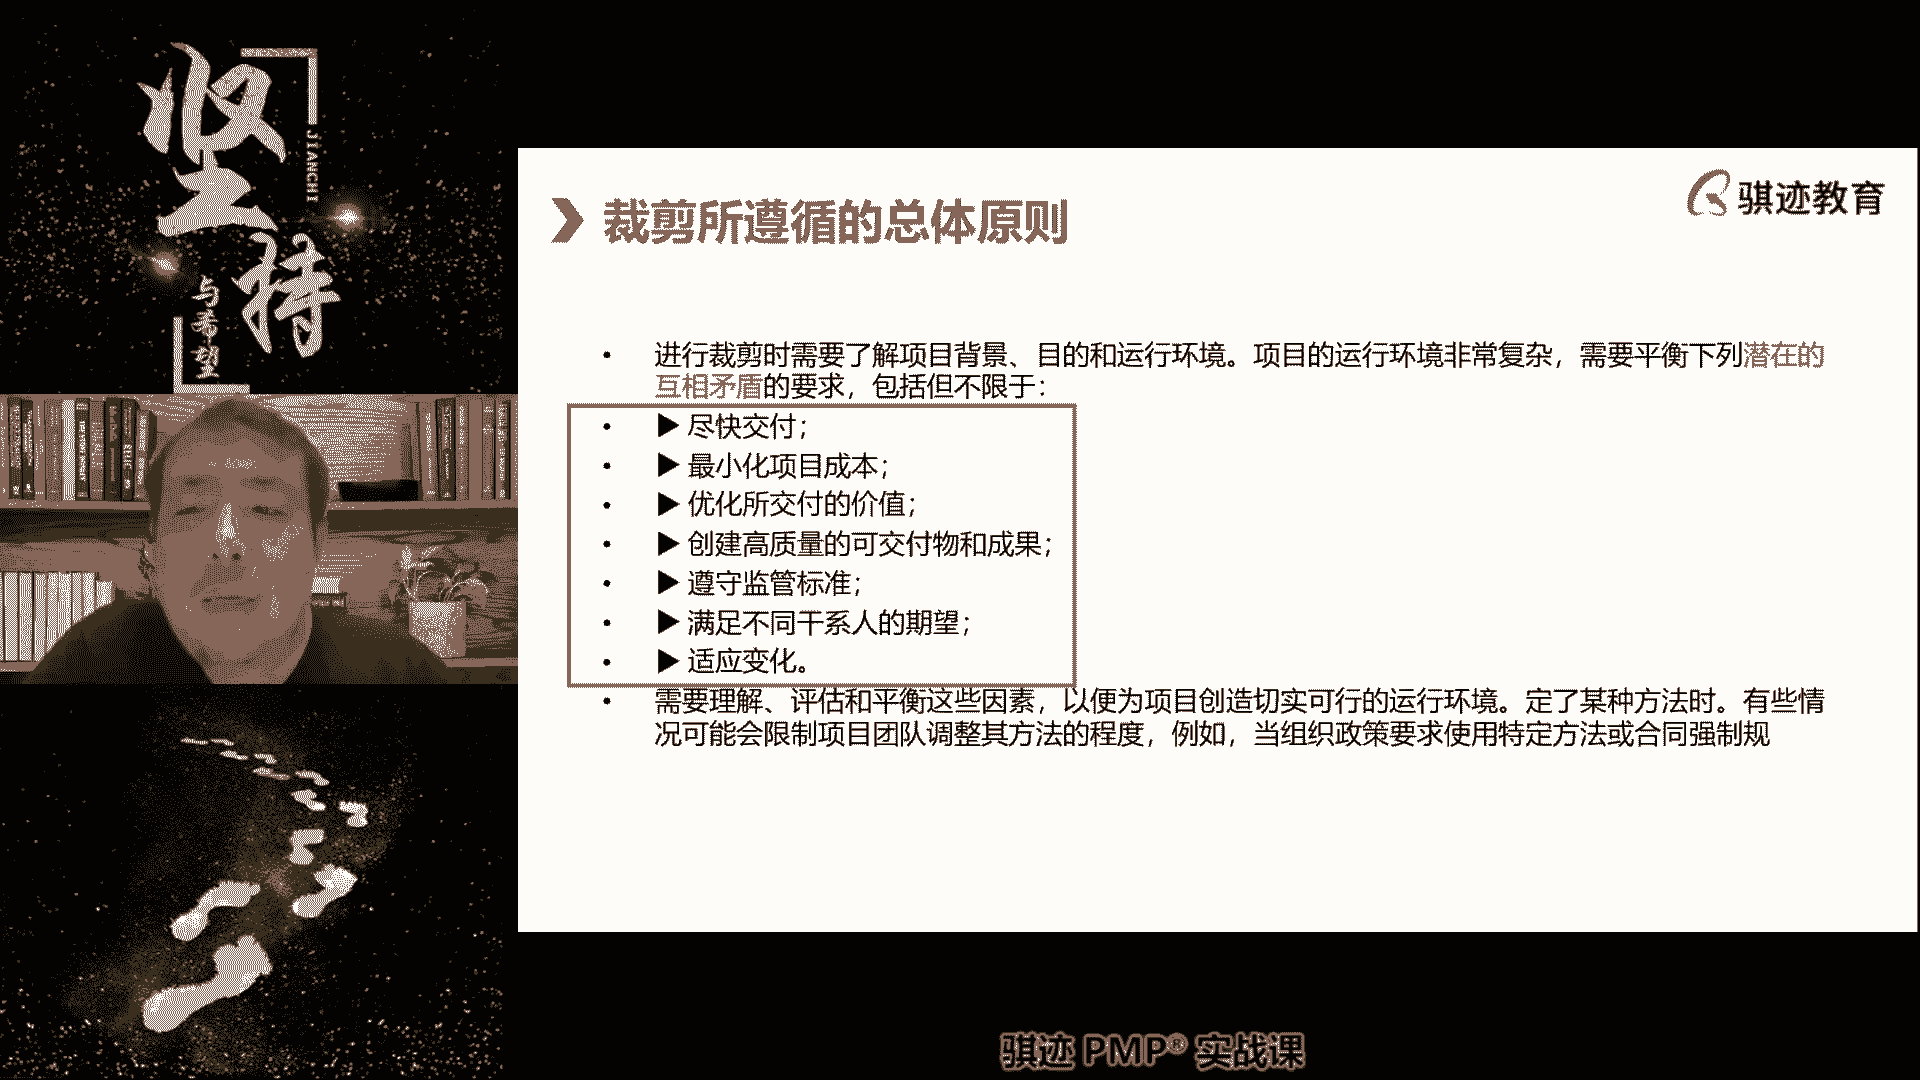 坚持
JIANCHI
与希望
骐迹教育
裁剪所遵循的总体原则
• 进行裁剪时需要了解项目背景、目的和运行环境。项目的运行环境非常复杂，需要平衡下列潜在的
互相矛盾的要求，包括但不限于：
• ▶ 尽快交付；
• ▶ 最小化项目成本；
• ▶ 优化所交付的价值；
• ▶ 创建高质量的可交付物和成果；
• ▶ 遵守监管标准；
• ▶ 满足不同干系人的期望；
• ▶ 适应变化。
• 需要理解、评估和平衡这些因素，以便为项目创造切实可行的运行环境。定了某种方法时。有些情
况可能会限制项目团队调整其方法的程度，例如，当组织政策要求使用特定方法或合同强制规
骐迹 PMP® 实战课